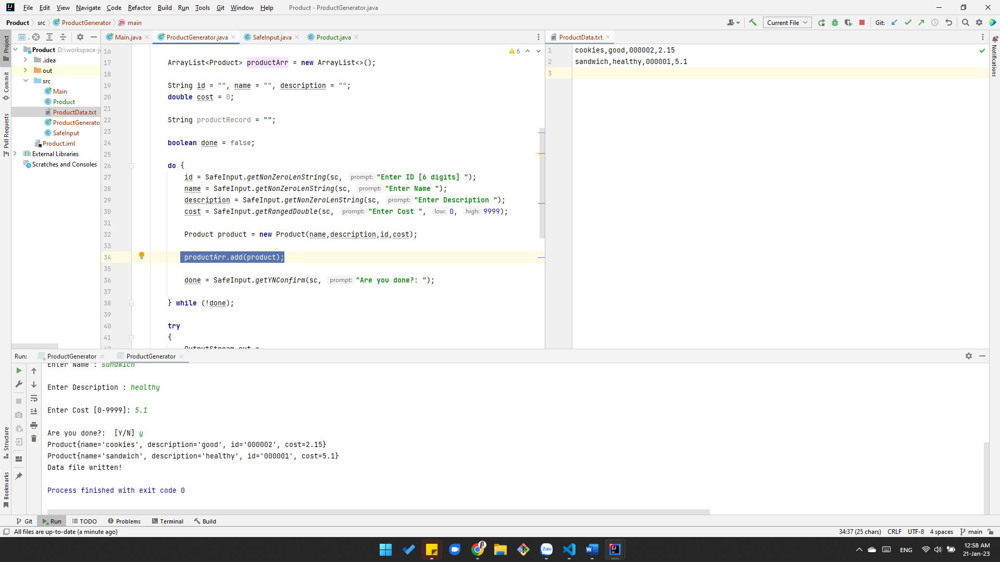 File Edit View Navigate Code Refactor Build Run Tools Git Window Help Product - ProductGenerator.java
Product src ProductGenerator main
Current File Git:
Project
Commit
Pull Requests
Structure
Bookmarks
Notifications
Product D:\workspace-ja
.idea
out
src
Main
Product
ProductData.txt
ProductGenerato
SafeInput
Product.iml
External Libraries
Scratches and Consoles
Main.java ProductGenerator.java SafeInput.java Product.java
6
16
17 ArrayList<Product> productArr = new ArrayList<>();
18
19 String id = "", name = "", description = "";
20 double cost = 0;
21
22 String productRecord = "";
23
24 boolean done = false;
25
26 do {
27 id = SafeInput.getNonZeroLenString(sc, prompt: "Enter ID [6 digits] ");
28 name = SafeInput.getNonZeroLenString(sc, prompt: "Enter Name ");
29 description = SafeInput.getNonZeroLenString(sc, prompt: "Enter Description ");
30 cost = SafeInput.getRangedDouble(sc, prompt: "Enter Cost ", low: 0, high: 9999);
31
32 Product product = new Product(name,description,id,cost);
33
34 productArr.add(product);
35
36 done = SafeInput.getYNConfirm(sc, prompt: "Are you done?: ");
37
38 } while (!done);
39
40 try
41 {
42 OutputStream out =
ProductData.txt
1 cookies,good,000002,2.15
2 sandwich,healthy,000001,5.1
3
Run: ProductGenerator ProductGenerator
Enter Name : sandwich
Enter Description : healthy
Enter Cost [0-9999]: 5.1
Are you done?: [Y/N] y
Product{name='cookies', description='good', id='000002', cost=2.15}
Product{name='sandwich', description='healthy', id='000001', cost=5.1}
Data file written!
Process finished with exit code 0
Git Run TODO Problems Terminal Build
All files are up-to-date (a minute ago) 34:37 (25 chars) CRLF UTF-8 4 spaces main
Zalo
ENG
12:58 AM
21-Jan-23